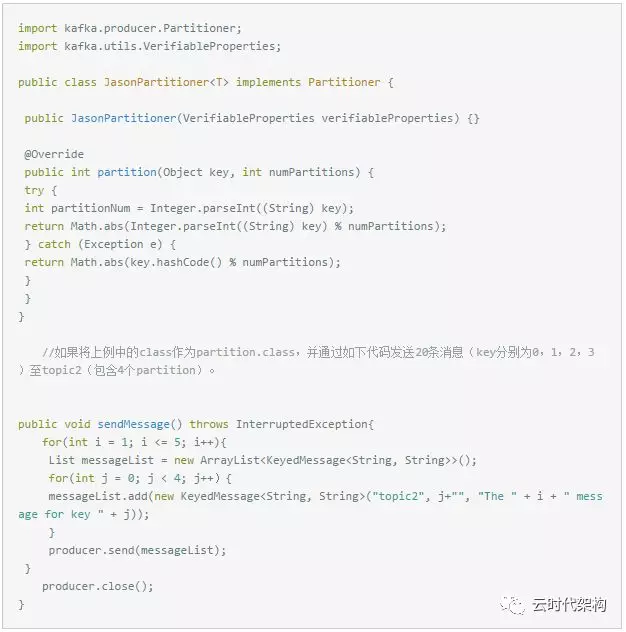 import kafka.producer.Partitioner;
import kafka.utils.VerifiableProperties;
public class JasonPartitioner<T> implements Partitioner {
public JasonPartitioner(VerifiableProperties verifiableProperties) {}
@Override
public int partition(Object key, int numPartitions) {
try {
int partitionNum = Integer.parseInt((String) key);
return Math.abs(Integer.parseInt((String) key) % numPartitions);
} catch (Exception e) {
return Math.abs(key.hashCode() % numPartitions);
}
}
}
//如果将上例中的class作为partition.class，并通过如下代码发送20条消息（key分别为0，1，2，3
）至topic2（包含4个partition）。
public void sendMessage() throws InterruptedException{
for(int i = 1; i <= 5; i++){
List messageList = new ArrayList<KeyedMessage<String, String>>();
for(int j = 0; j < 4; j++) {
messageList.add(new KeyedMessage<String, String>("topic2", j+"", "The " + i + " mess
age for key " + j));
}
producer.send(messageList);
}
producer.close();
}
云时代架构